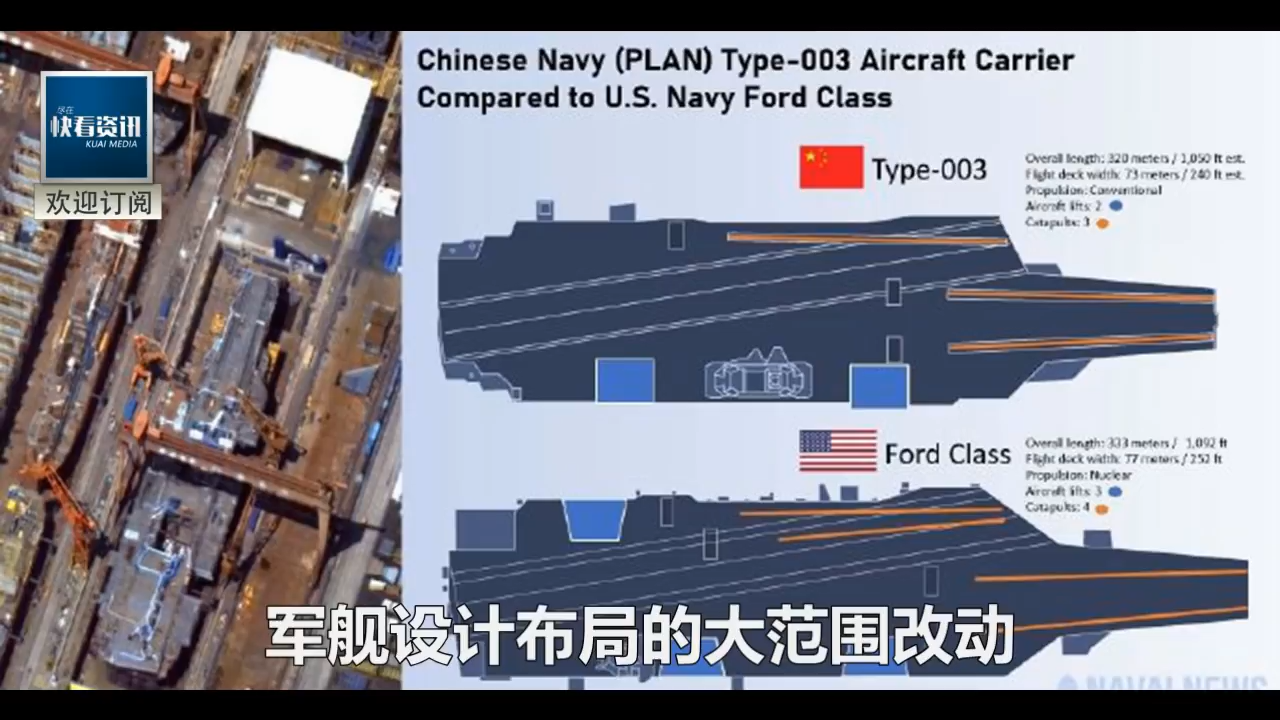 尽在
快看资讯
KUAI MEDIA
欢迎订阅
Chinese Navy (PLAN) Type-003 Aircraft Carrier
Compared to U.S. Navy Ford Class
Type-003
Overall length: 320 meters / 1,050 ft est.
Flight deck width: 73 meters / 240 ft est.
Propulsion: Conventional
Aircraft lifts: 2
Catapults: 3
Ford Class
Overall length: 333 meters / 1,092 ft
Flight deck width: 77 meters / 252 ft
Propulsion: Nuclear
Aircraft lifts: 3
Catapults: 4
军舰设计布局的大范围改动
NAVAL NEWS